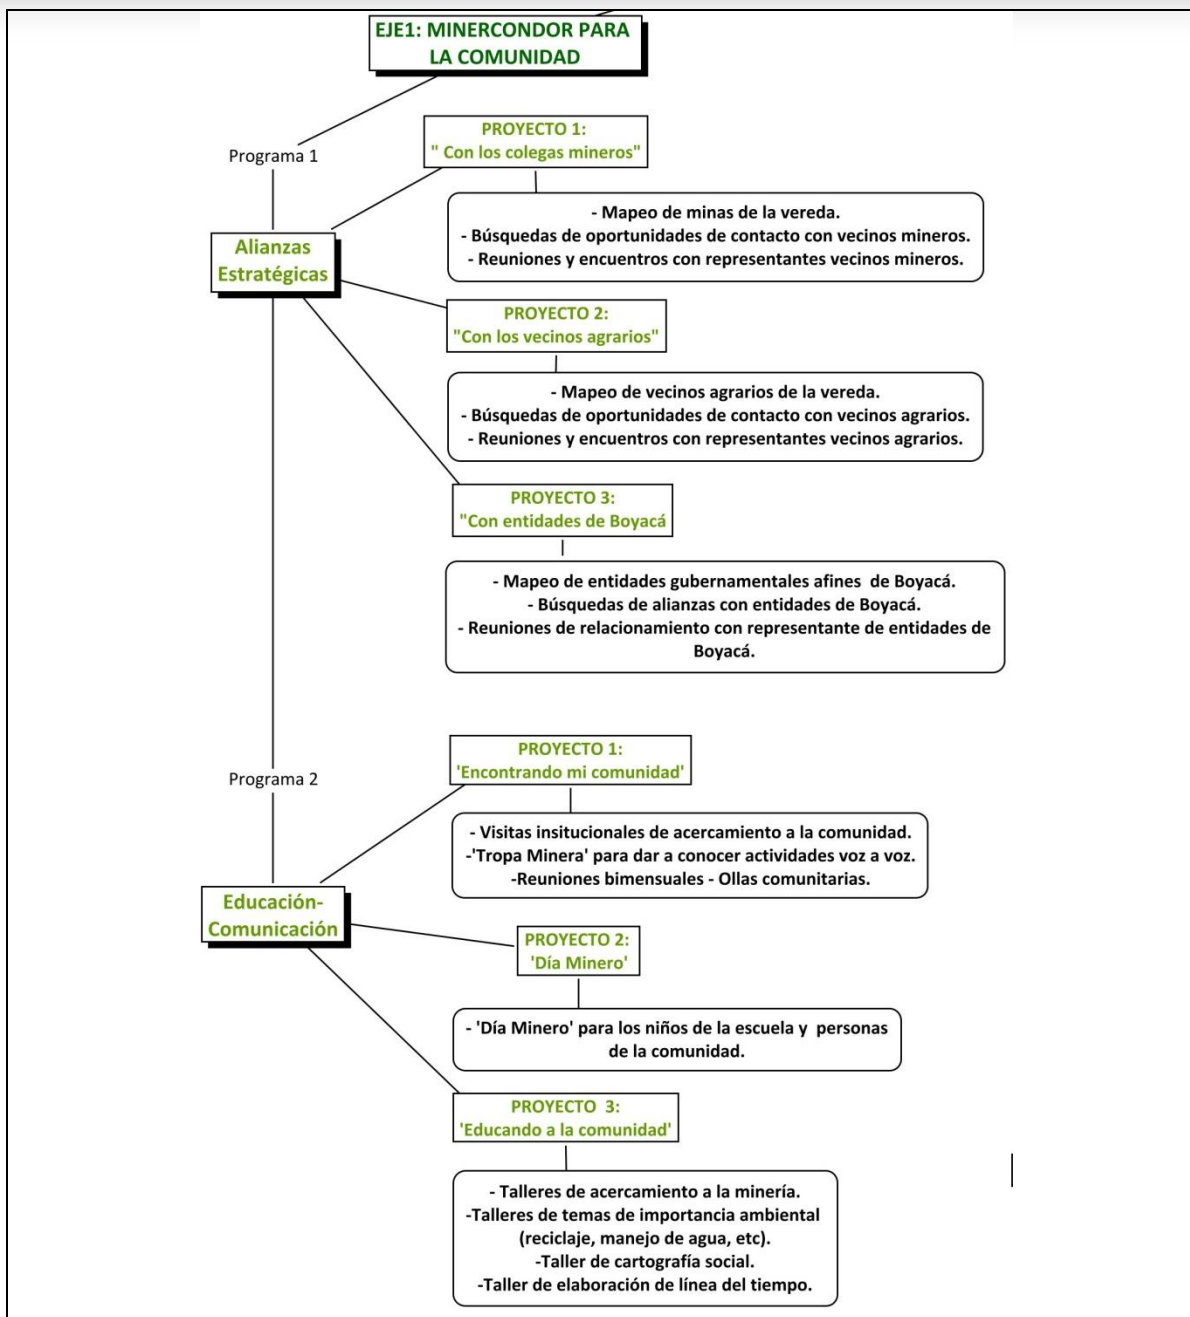 EJE1: MINERCONDOR PARA
LA COMUNIDAD
Programa 1
PROYECTO 1:
" Con los colegas mineros"
- Mapeo de minas de la vereda.
- Búsquedas de oportunidades de contacto con vecinos mineros.
- Reuniones y encuentros con representantes vecinos mineros.
Alianzas
Estratégicas
PROYECTO 2:
"Con los vecinos agrarios"
- Mapeo de vecinos agrarios de la vereda.
- Búsquedas de oportunidades de contacto con vecinos agrarios.
- Reuniones y encuentros con representantes vecinos agrarios.
PROYECTO 3:
"Con entidades de Boyacá
- Mapeo de entidades gubernamentales afines  de Boyacá.
- Búsquedas de alianzas con entidades de Boyacá.
- Reuniones de relacionamiento con representante de entidades de
Boyacá.
Programa 2
PROYECTO 1:
'Encontrando mi comunidad'
- Visitas insitucionales de acercamiento a la comunidad.
-'Tropa Minera' para dar a conocer actividades voz a voz.
-Reuniones bimensuales - Ollas comunitarias.
Educación-
Comunicación
PROYECTO 2:
'Día Minero'
- 'Día Minero' para los niños de la escuela y  personas
de la comunidad.
PROYECTO  3:
'Educando a la comunidad'
- Talleres de acercamiento a la minería.
-Talleres de temas de importancia ambiental
(reciclaje, manejo de agua, etc).
-Taller de cartografía social.
-Taller de elaboración de línea del tiempo.